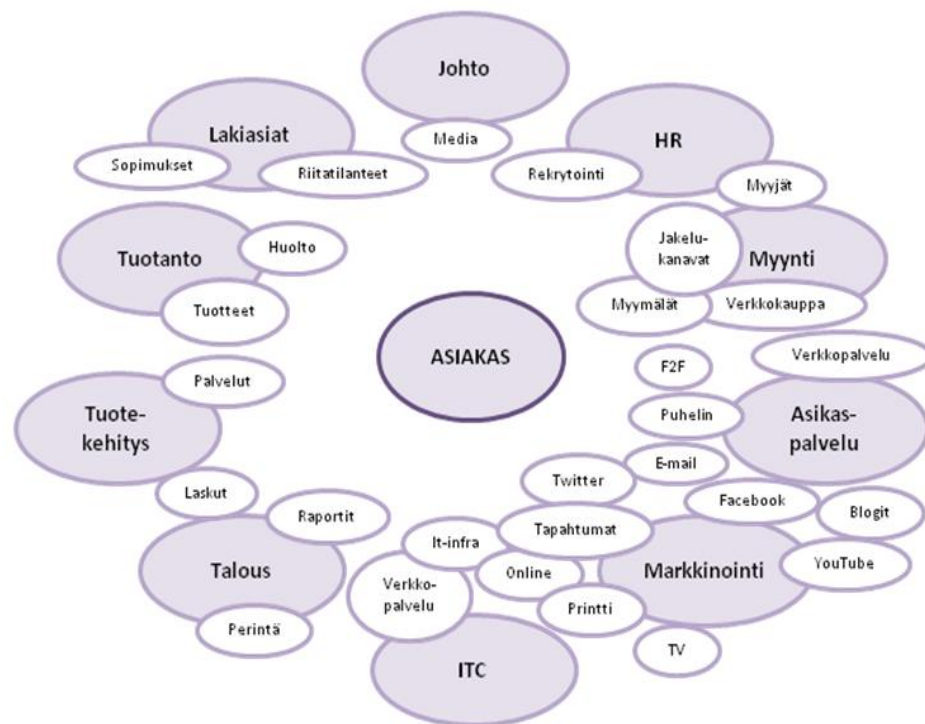 Johto
Media
Lakiasiat
Sopimukset
Riitatilanteet
HR
Rekrytointi
Myyjät
Jakelu-
kanavat
Myynti
Myymälät
Verkkokauppa
Tuotanto
Huolto
Tuotteet
ASIAKAS
Verkkopalvelu
F2F
Puhelin
Asikas-
palvelu
E-mail
Palvelut
Tuote-
kehitys
Laskut
Raportit
Talous
Perintä
Twitter
Facebook
Blogit
Tapahtumat
It-infra
Online
Markkinointi
YouTube
Verkko-
palvelu
Printti
TV
ITC